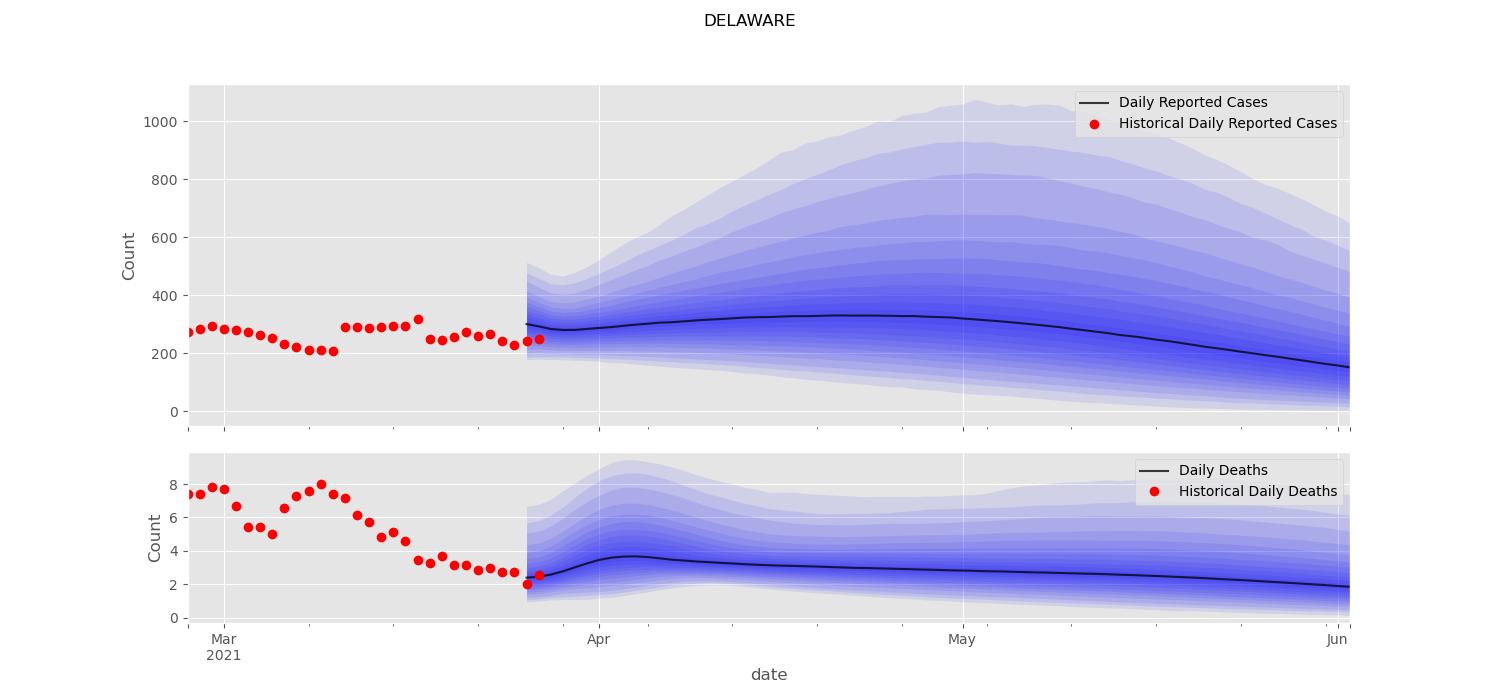 DELAWARE
Daily Reported Cases
Historical Daily Reported Cases
Count
1000
800
600
400
200
0
Daily Deaths
Historical Daily Deaths
Count
8
6
4
2
0
Mar
2021
Apr
May
Jun
date